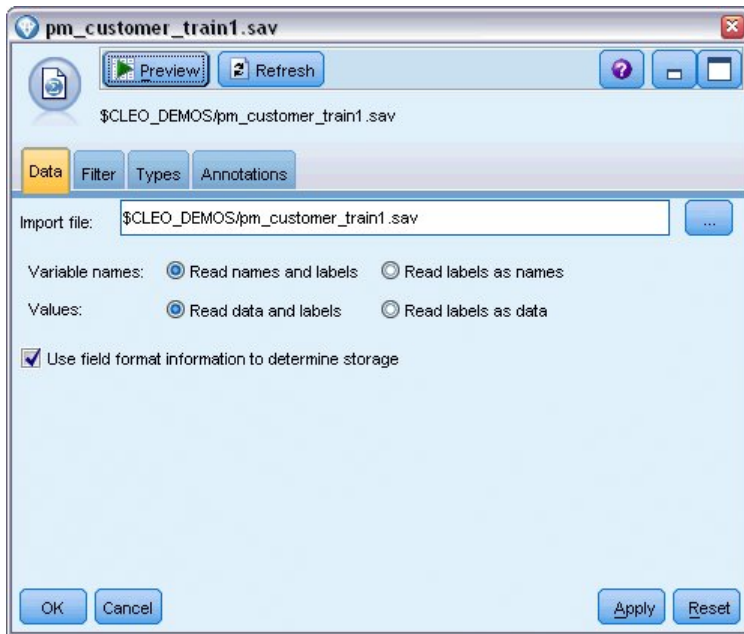 pm_customer_train1.sav
Preview Refresh
$CLEO_DEMOS/pm_customer_train1.sav
Data Filter Types Annotations
Import file: $CLEO_DEMOS/pm_customer_train1.sav ...
Variable names: Read names and labels Read labels as names
Values: Read data and labels Read labels as data
Use field format information to determine storage
OK Cancel Apply Reset